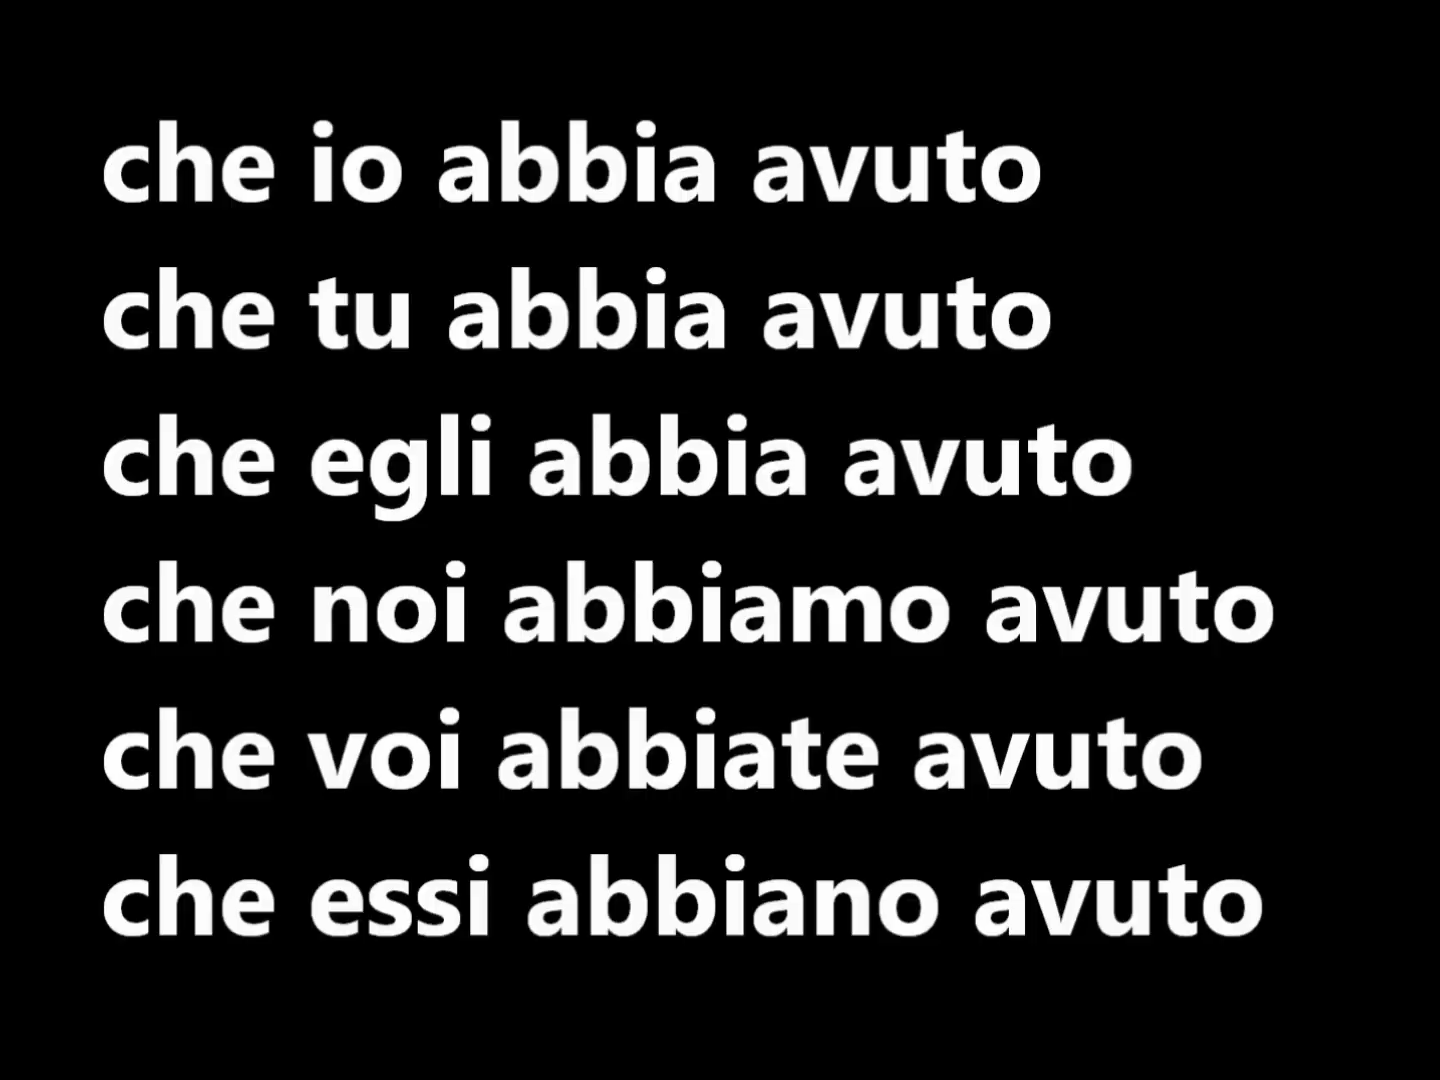 che io abbia avuto
che tu abbia avuto
che egli abbia avuto
che noi abbiamo avuto
che voi abbiate avuto
che essi abbiano avuto